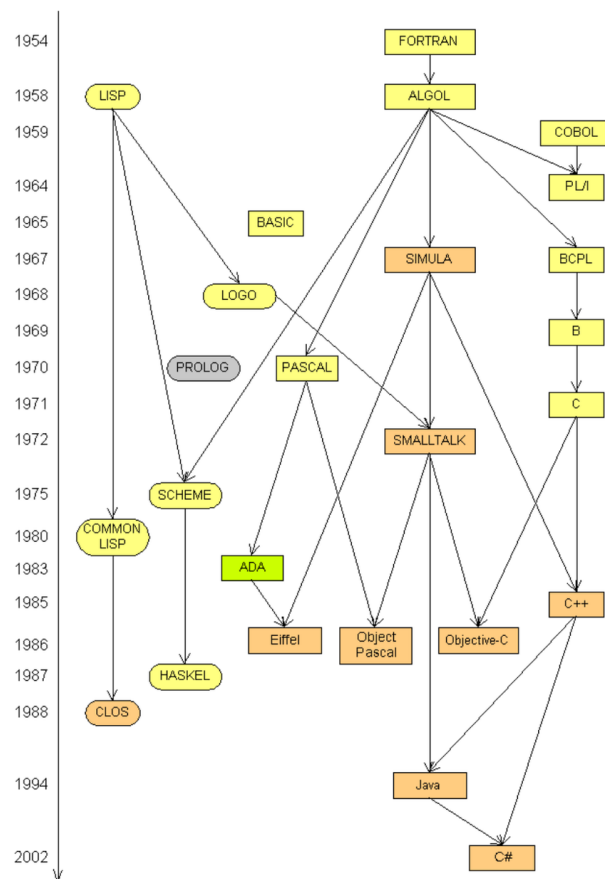 1954
FORTRAN
1958
LISP
ALGOL
1959
COBOL
1964
PL/I
1965
BASIC
1967
SIMULA
BCPL
1968
LOGO
1969
B
1970
PROLOG
PASCAL
1971
C
1972
SMALLTALK
1975
SCHEME
1980
COMMON
LISP
1983
ADA
1985
C++
1986
Eiffel
Object
Pascal
Objective-C
1987
HASKEL
1988
CLOS
1994
Java
2002
C#